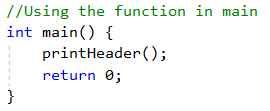 //Using the function in main
int main() {
    printHeader();
    return 0;
}